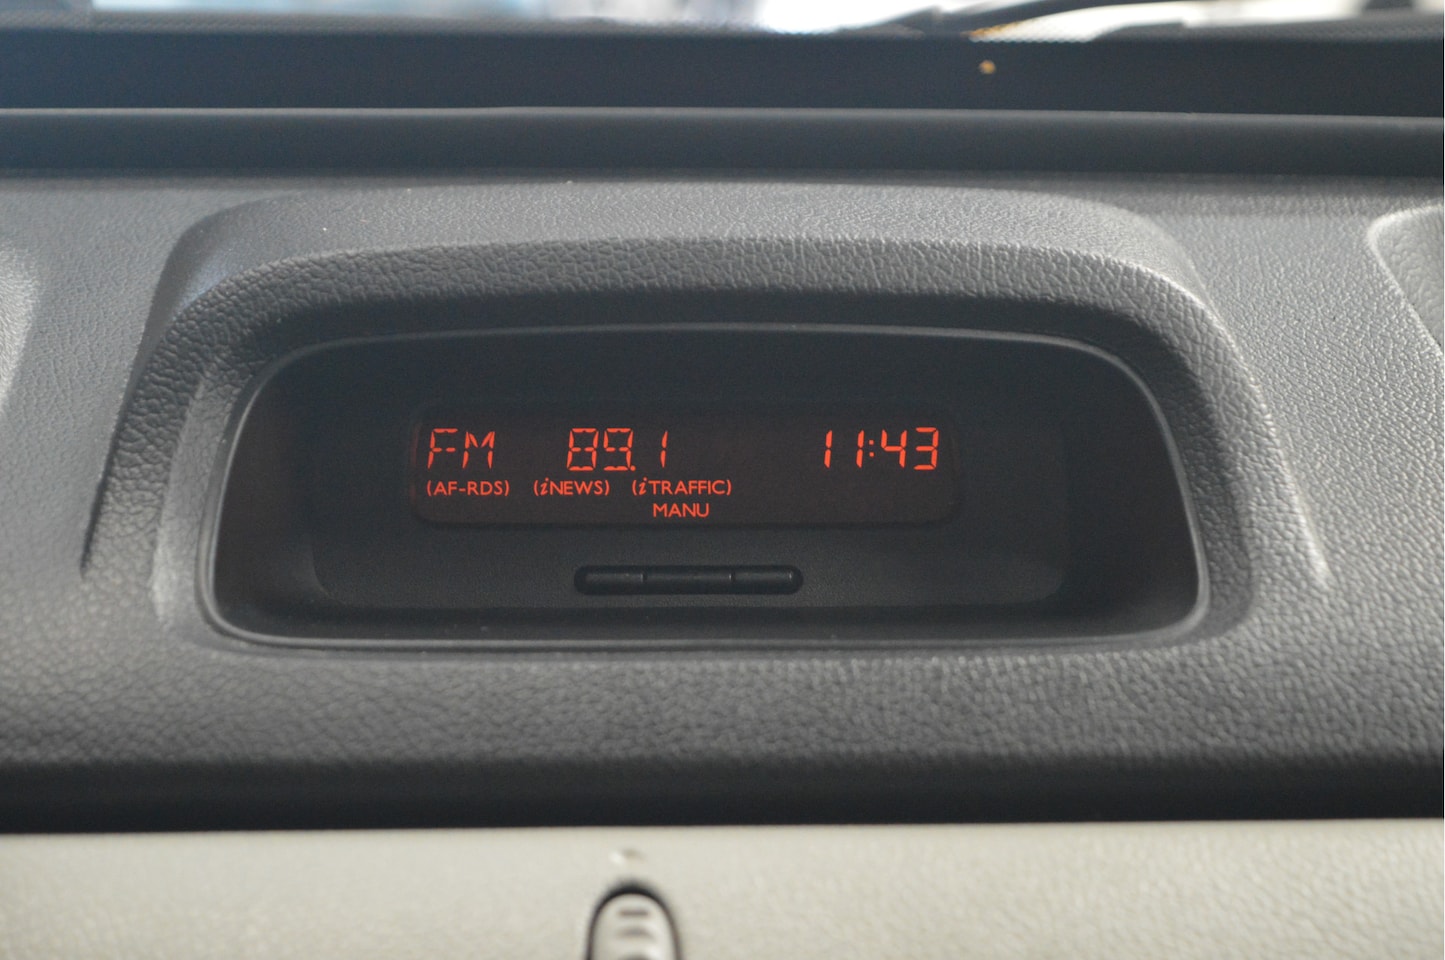 FM 89.1 11:43
(AF-RDS) (iNEWS) (iTRAFFIC)
MANU